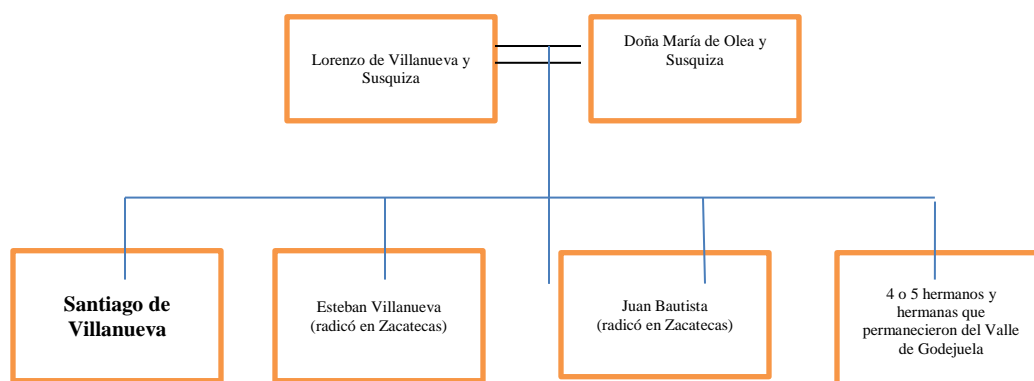 Lorenzo de Villanueva y
Susquiza
Doña María de Olea y
Susquiza
Santiago de
Villanueva
Esteban Villanueva
(radicó en Zacatecas)
Juan Bautista
(radicó en Zacatecas)
4 o 5 hermanos y
hermanas que
permanecieron del Valle
de Godejuela